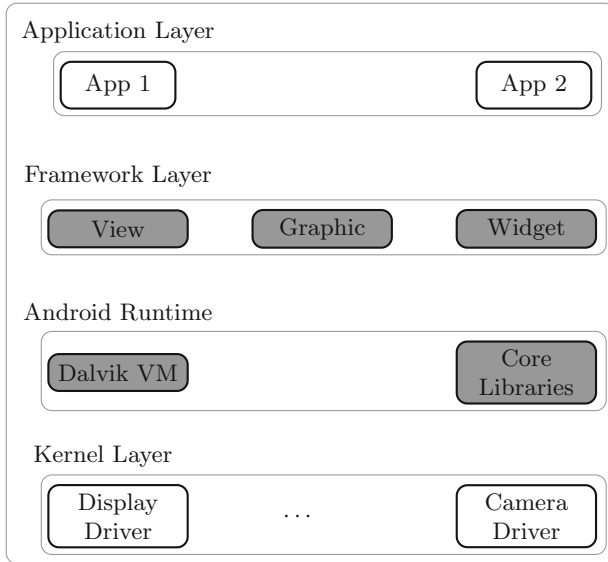 Application Layer
App 1
App 2
Framework Layer
View
Graphic
Widget
Android Runtime
Dalvik VM
Core
Libraries
Kernel Layer
Display
Driver
...
Camera
Driver